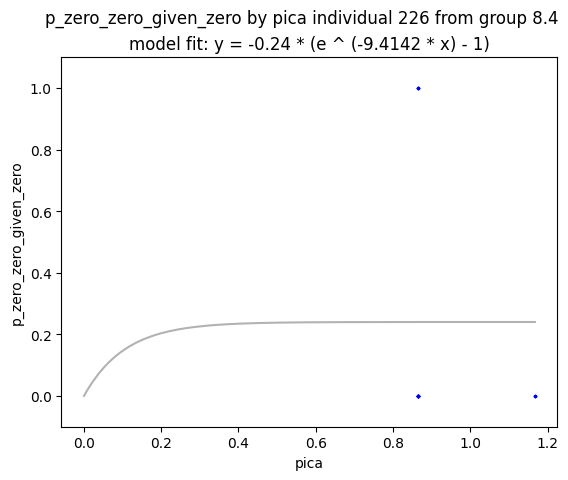 p_zero_zero_given_zero by pica individual 226 from group 8.4
model fit: y = -0.24 * (e ^ (-9.4142 * x) - 1)
1.0
0.8
0.6
0.4
0.2
0.0
p_zero_zero_given_zero
0.0 0.2 0.4 0.6 0.8 1.0 1.2
pica